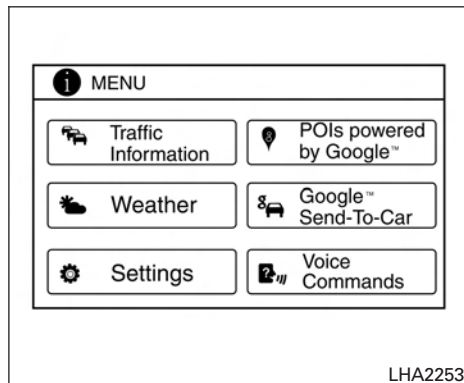 MENU
Traffic
Information
POIs powered
by Google™
Weather
Google™
Send-To-Car
Settings
Voice
Commands
LHA2253